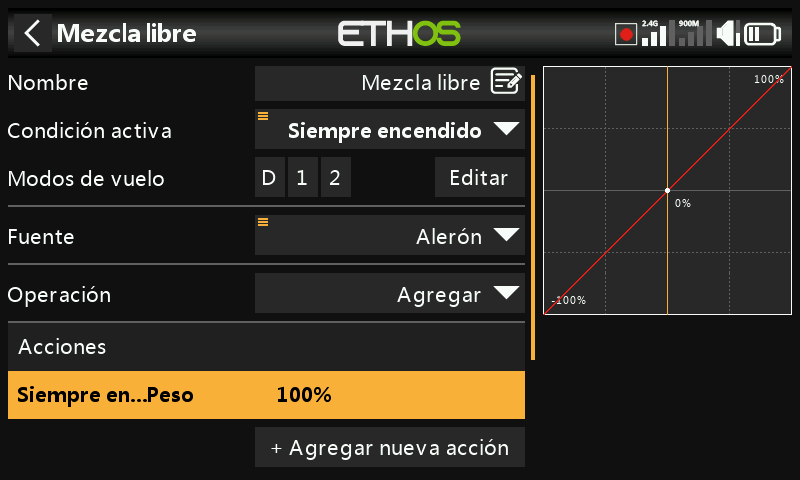 Mezcla libre
ETHOS
2.4G
900M
Nombre
Mezcla libre
Condición activa
Siempre encendido
Modos de vuelo
D
1
2
Editar
Fuente
Alerón
Operación
Agregar
Acciones
Siempre en...Peso
100%
+ Agregar nueva acción
100%
0%
-100%